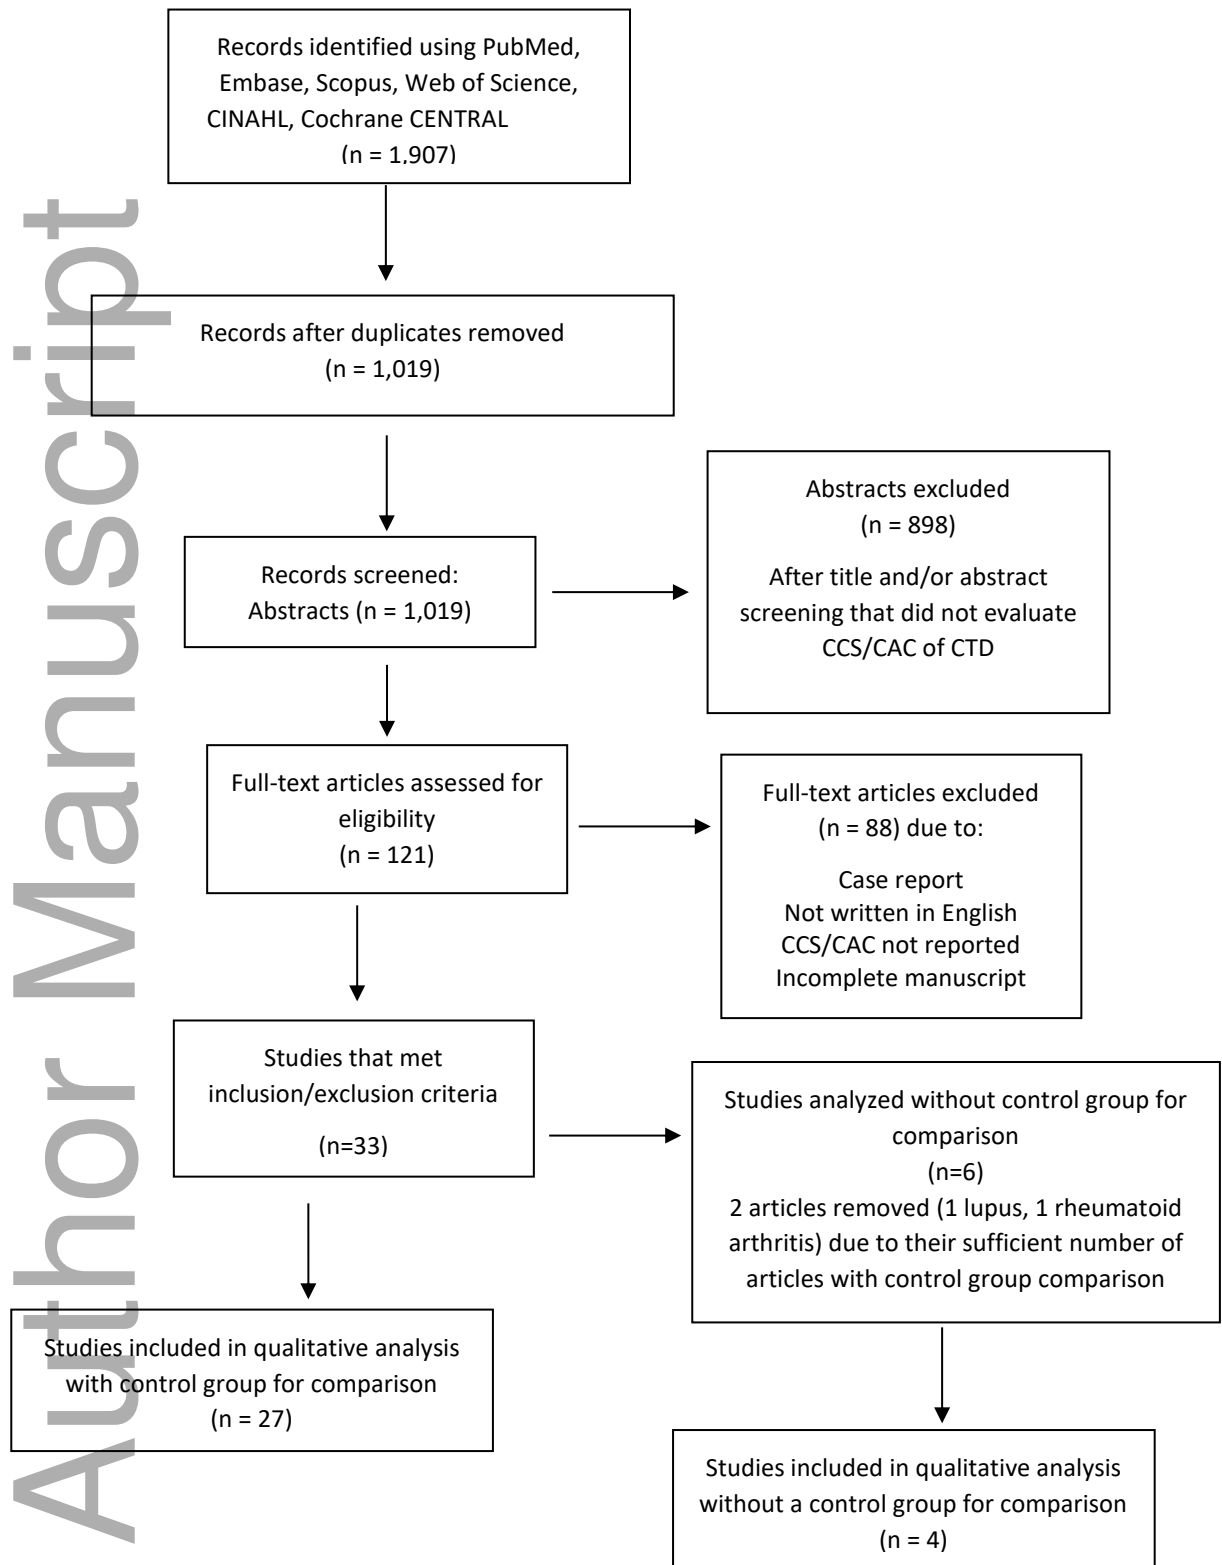 Records identified using PubMed,
Embase, Scopus, Web of Science,
CINAHL, Cochrane CENTRAL
(n = 1,907)
Records after duplicates removed
(n = 1,019)
Records screened:
Abstracts (n = 1,019)
Abstracts excluded
(n = 898)
After title and/or abstract
screening that did not evaluate
CCS/CAC of CTD
Full-text articles assessed for
eligibility
(n = 121)
Full-text articles excluded
(n = 88) due to:
Case report
Not written in English
CCS/CAC not reported
Incomplete manuscript
Studies that met
inclusion/exclusion criteria
(n=33)
Studies analyzed without control group for
comparison
(n=6)
2 articles removed (1 lupus, 1 rheumatoid
arthritis) due to their sufficient number of
articles with control group comparison
Studies included in qualitative analysis
with control group for comparison
(n = 27)
Studies included in qualitative analysis
without a control group for comparison
(n = 4)
Author Manuscript